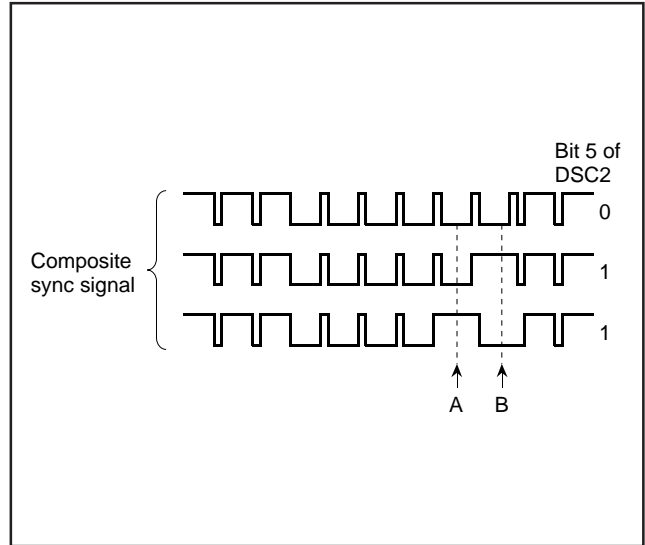 Bit 5 of
DSC2
0
Composite
sync signal
1
1
A B